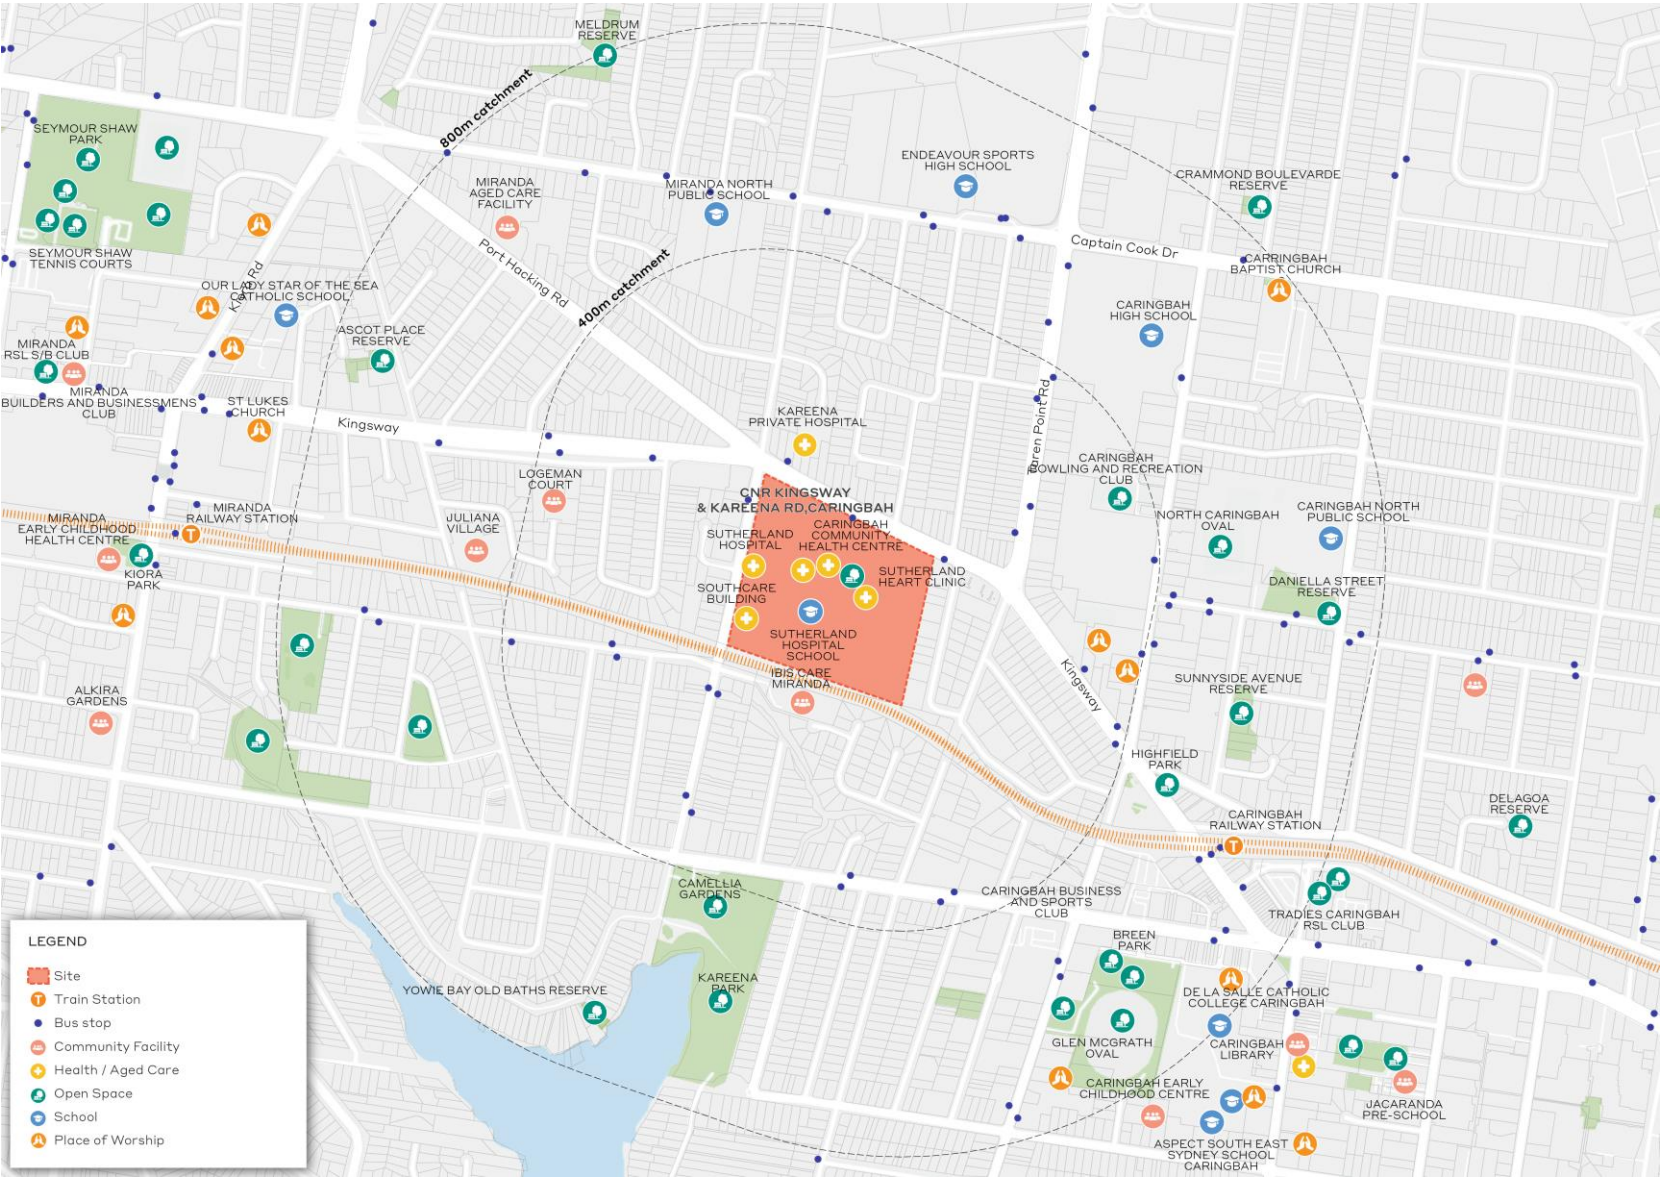 MELDRUM
RESERVE
800m catchment
SEYMOUR SHAW
PARK
MIRANDA
AGED CARE
FACILITY
MIRANDA NORTH
PUBLIC SCHOOL
ENDEAVOUR SPORTS
HIGH SCHOOL
CRAMMOND BOULEVARDE
RESERVE
SEYMOUR SHAW
TENNIS COURTS
Kiora Rd
Port Hacking Rd
400m catchment
Captain Cook Dr
CARRINGBAH
BAPTIST CHURCH
OUR LADY STAR OF THE SEA
CATHOLIC SCHOOL
ASCOT PLACE
RESERVE
CARINGBAH
HIGH SCHOOL
MIRANDA
RSL S/B CLUB
MIRANDA
BUILDERS AND BUSINESSMENS
CLUB
ST LUKES
CHURCH
Kingsway
KAREENA
PRIVATE HOSPITAL
Taren Point Rd
CARINGBAH
BOWLING AND RECREATION
CLUB
LOGEMAN
COURT
CNR KINGSWAY
& KAREENA RD,CARINGBAH
MIRANDA
RAILWAY STATION
MIRANDA
EARLY CHILDHOOD
HEALTH CENTRE
JULIANA
VILLAGE
SUTHERLAND
HOSPITAL
CARINGBAH
COMMUNITY
HEALTH CENTRE
NORTH CARINGBAH
OVAL
CARINGBAH NORTH
PUBLIC SCHOOL
KIORA
PARK
SOUTHCARE
BUILDING
SUTHERLAND
HEART CLINIC
DANIELLA STREET
RESERVE
SUTHERLAND
HOSPITAL
SCHOOL
IBIS CARE
MIRANDA
Kingsway
SUNNYSIDE AVENUE
RESERVE
ALKIRA
GARDENS
HIGHFIELD
PARK
DELAGOA
RESERVE
CARINGBAH
RAILWAY STATION
CAMELLIA
GARDENS
CARINGBAH BUSINESS
AND SPORTS
CLUB
TRADIES CARINGBAH
RSL CLUB
BREEN
PARK
KAREENA
PARK
YOWIE BAY OLD BATHS RESERVE
DE LA SALLE CATHOLIC
COLLEGE CARINGBAH
GLEN MCGRATH
OVAL
CARINGBAH
LIBRARY
CARINGBAH EARLY
CHILDHOOD CENTRE
JACARANDA
PRE-SCHOOL
ASPECT SOUTH EAST
SYDNEY SCHOOL
CARINGBAH
LEGEND
Site
T Train Station
Bus stop
Community Facility
Health / Aged Care
Open Space
School
Place of Worship
T
T